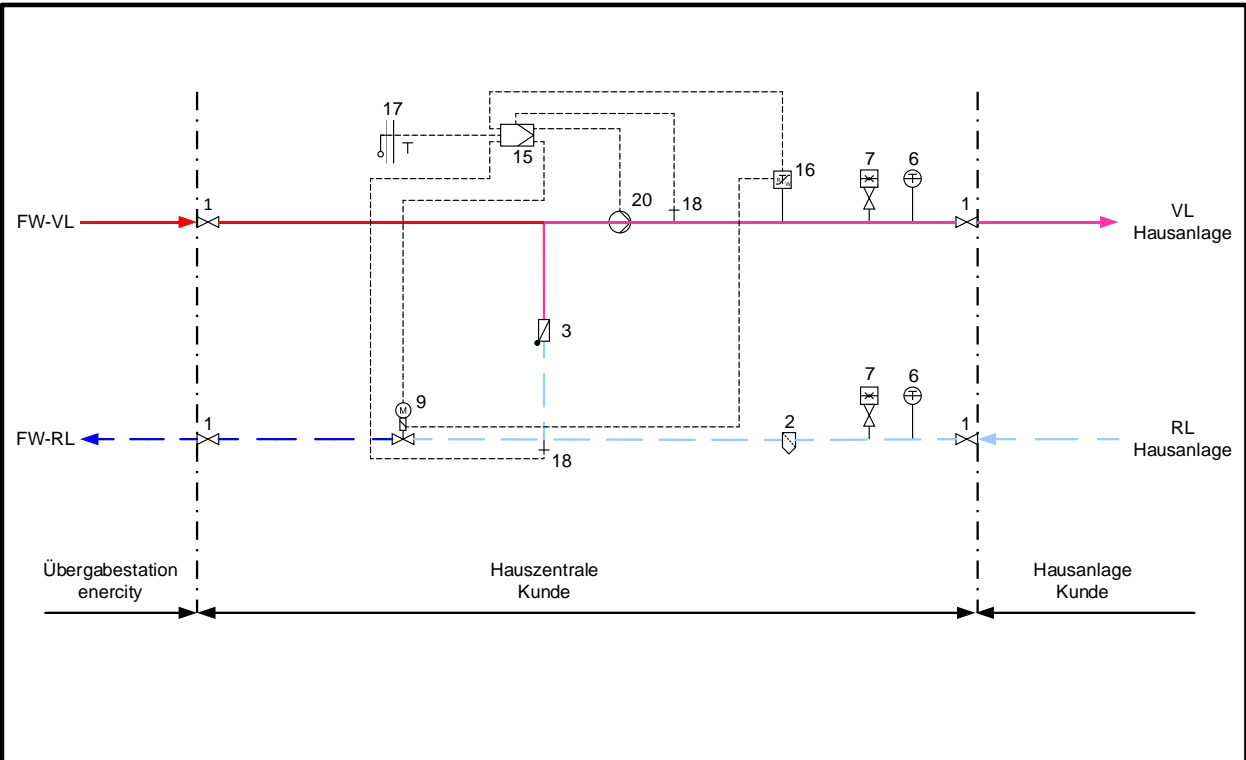 17
T
15
16
7
6
1
20
18
1
FW-VL
VL
Hausanlage
3
7
6
M
9
1
2
1
FW-RL
RL
Hausanlage
18
Übergabestation
enercity
Hauszentrale
Kunde
Hausanlage
Kunde